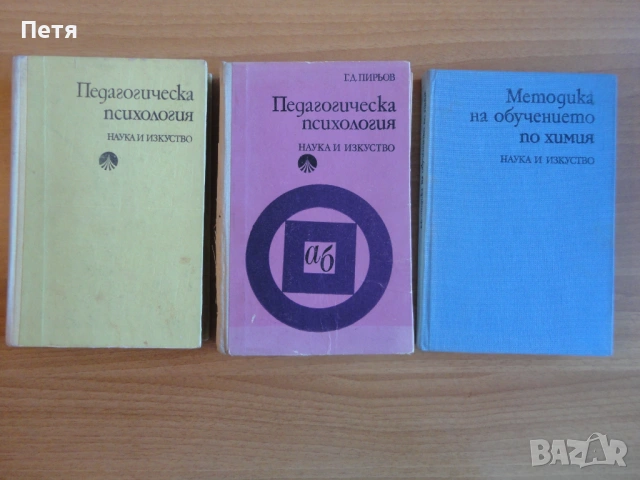 Петя
Педагогическа
психология
НАУКА И ИЗКУСТВО
Г.Д. ПИРЬОВ
Педагогическа
психология
НАУКА И ИЗКУСТВО
аб
Методика
на обучението
по химия
НАУКА И ИЗКУСТВО
BAZAR